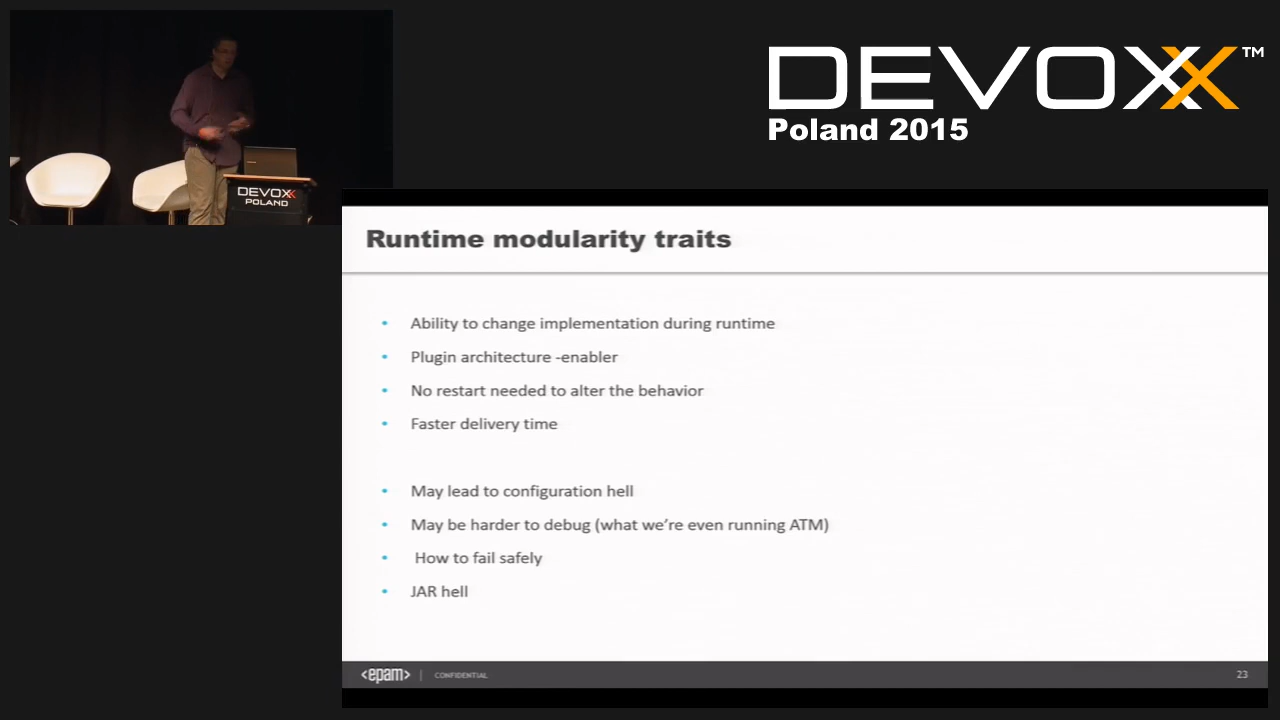 DEVOXX™
Poland 2015
DEVOXX
POLAND
Runtime modularity traits
• Ability to change implementation during runtime
• Plugin architecture -enabler
• No restart needed to alter the behavior
• Faster delivery time
• May lead to configuration hell
• May be harder to debug (what we're even running ATM)
• How to fail safely
• JAR hell
<epam> | CONFIDENTIAL
23